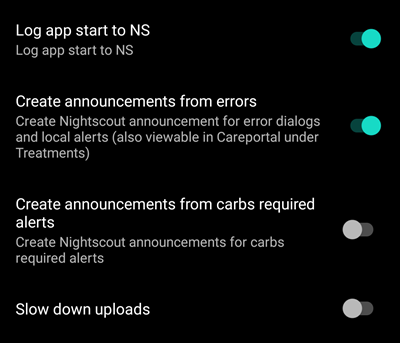 Log app start to NS
Log app start to NS
Create announcements from errors
Create Nightscout announcement for error dialogs
and local alerts (also viewable in Careportal under
Treatments)
Create announcements from carbs required
alerts
Create Nightscout announcements for carbs
required alerts
Slow down uploads